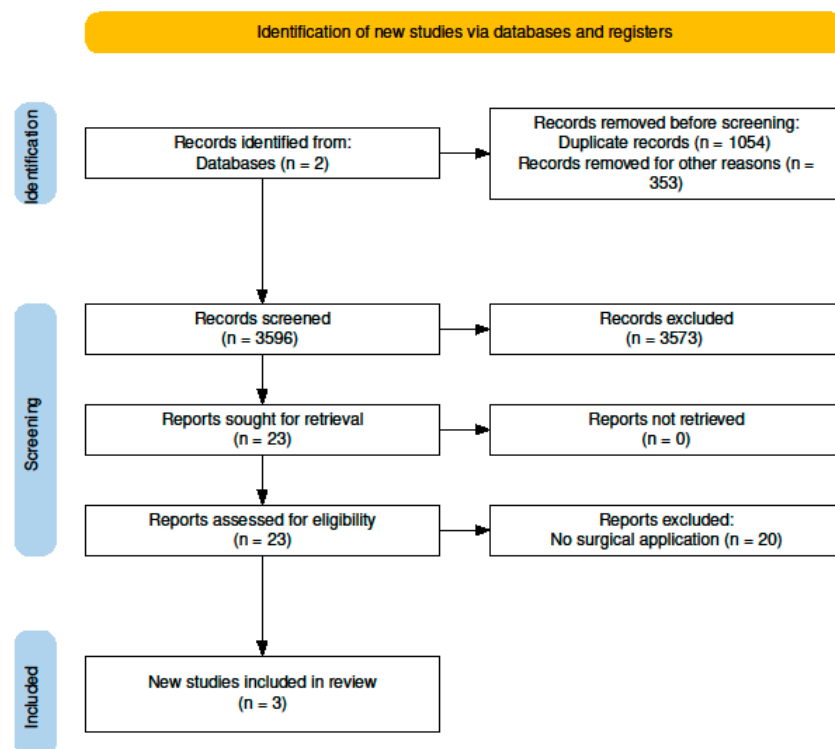 Identification of new studies via databases and registers
Identification
Records identified from:
Databases (n = 2)
Records removed before screening:
Duplicate records (n = 1054)
Records removed for other reasons (n =
353)
Screening
Records screened
(n = 3596)
Records excluded
(n = 3573)
Reports sought for retrieval
(n = 23)
Reports not retrieved
(n = 0)
Reports assessed for eligibility
(n = 23)
Reports excluded:
No surgical application (n = 20)
Included
New studies included in review
(n = 3)